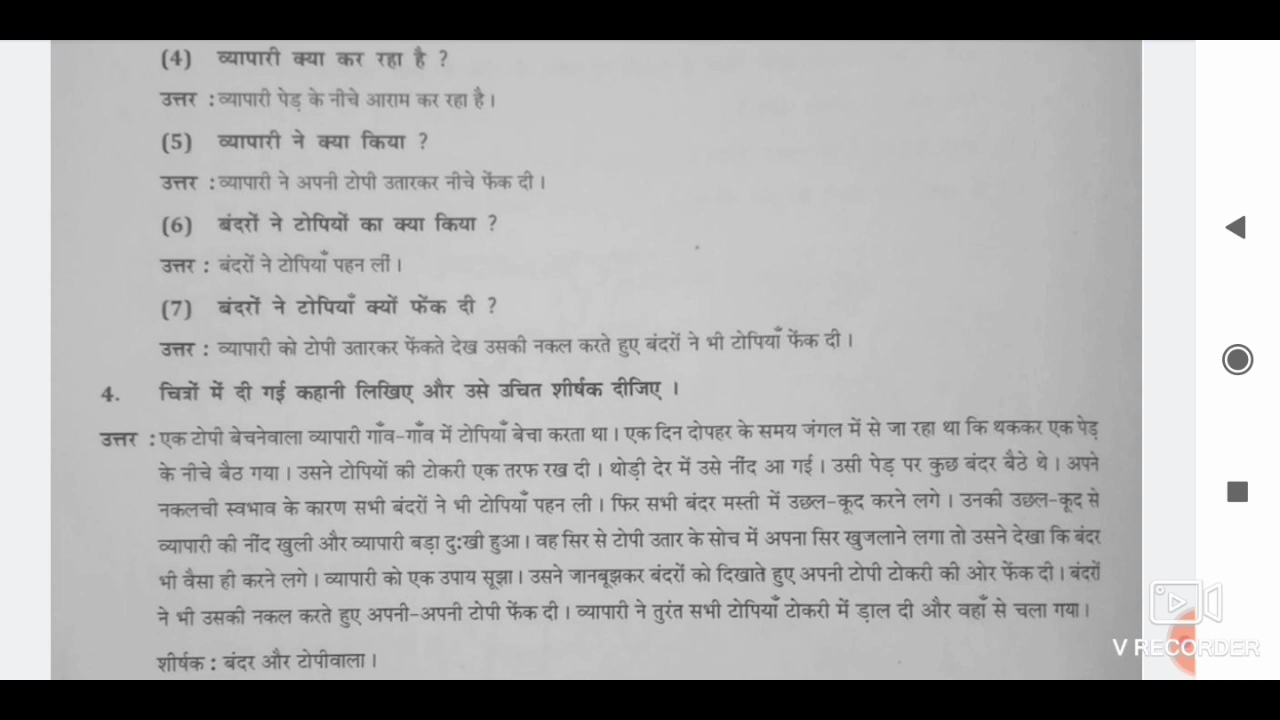 (4) व्यापारी क्या कर रहा है ?
उत्तर : व्यापारी पेड़ के नीचे आराम कर रहा है।
(5) व्यापारी ने क्या किया ?
उत्तर : व्यापारी ने अपनी टोपी उतारकर नीचे फेंक दी।
(6) बंदरों ने टोपियों का क्या किया ?
उत्तर : बंदरों ने टोपियाँ पहन लीं।
(7) बंदरों ने टोपियाँ क्यों फेंक दी ?
उत्तर : व्यापारी को टोपी उतारकर फेंकते देख उसकी नकल करते हुए बंदरों ने भी टोपियाँ फेंक दी।
4. चित्रों में दी गई कहानी लिखिए और उसे उचित शीर्षक दीजिए ।
उत्तर : एक टोपी बेचनेवाला व्यापारी गाँव-गाँव में टोपियाँ बेचा करता था। एक दिन दोपहर के समय जंगल में से जा रहा था कि थककर एक पेड़
के नीचे बैठ गया। उसने टोपियों की टोकरी एक तरफ रख दी। थोड़ी देर में उसे नींद आ गई। उसी पेड़ पर कुछ बंदर बैठे थे। अपने
नकलची स्वभाव के कारण सभी बंदरों ने भी टोपियाँ पहन ली। फिर सभी बंदर मस्ती में उछल-कूद करने लगे। उनकी उछल-कूद से
व्यापारी की नींद खुली और व्यापारी बड़ा दुःखी हुआ। वह सिर से टोपी उतार के सोच में अपना सिर खुजलाने लगा तो उसने देखा कि बंदर
भी वैसा ही करने लगे। व्यापारी को एक उपाय सूझा। उसने जानबूझकर बंदरों को दिखाते हुए अपनी टोपी टोकरी की ओर फेंक दी। बंदरों
ने भी उसकी नकल करते हुए अपनी-अपनी टोपी फेंक दी। व्यापारी ने तुरंत सभी टोपियाँ टोकरी में ड़ाल दी और वहाँ से चला गया।
शीर्षक : बंदर और टोपीवाला।
V RECORDER